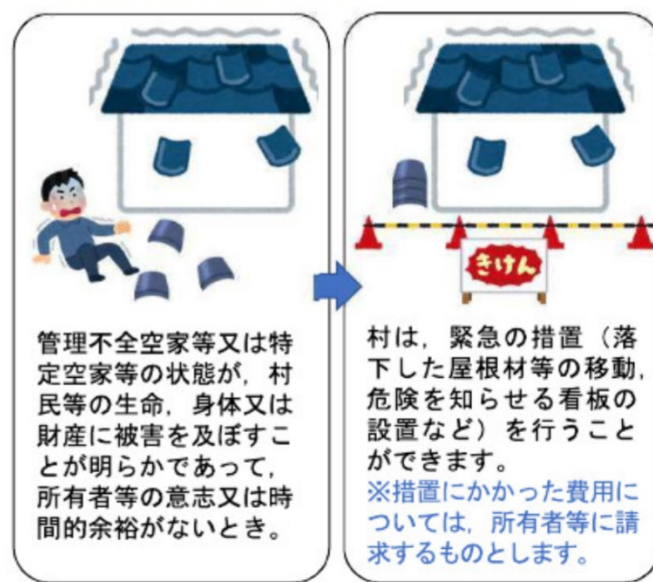 管理不全空家等又は特
定空家等の状態が，村
民等の生命，身体又は
財産に被害を及ぼすこ
とが明らかであって，
所有者等の意志又は時
間的余裕がないとき。
きけん
村は，緊急の措置（落
下した屋根材等の移動，
危険を知らせる看板の
設置など）を行うこと
ができます。
※措置にかかった費用に
ついては，所有者等に請
求するものとします。